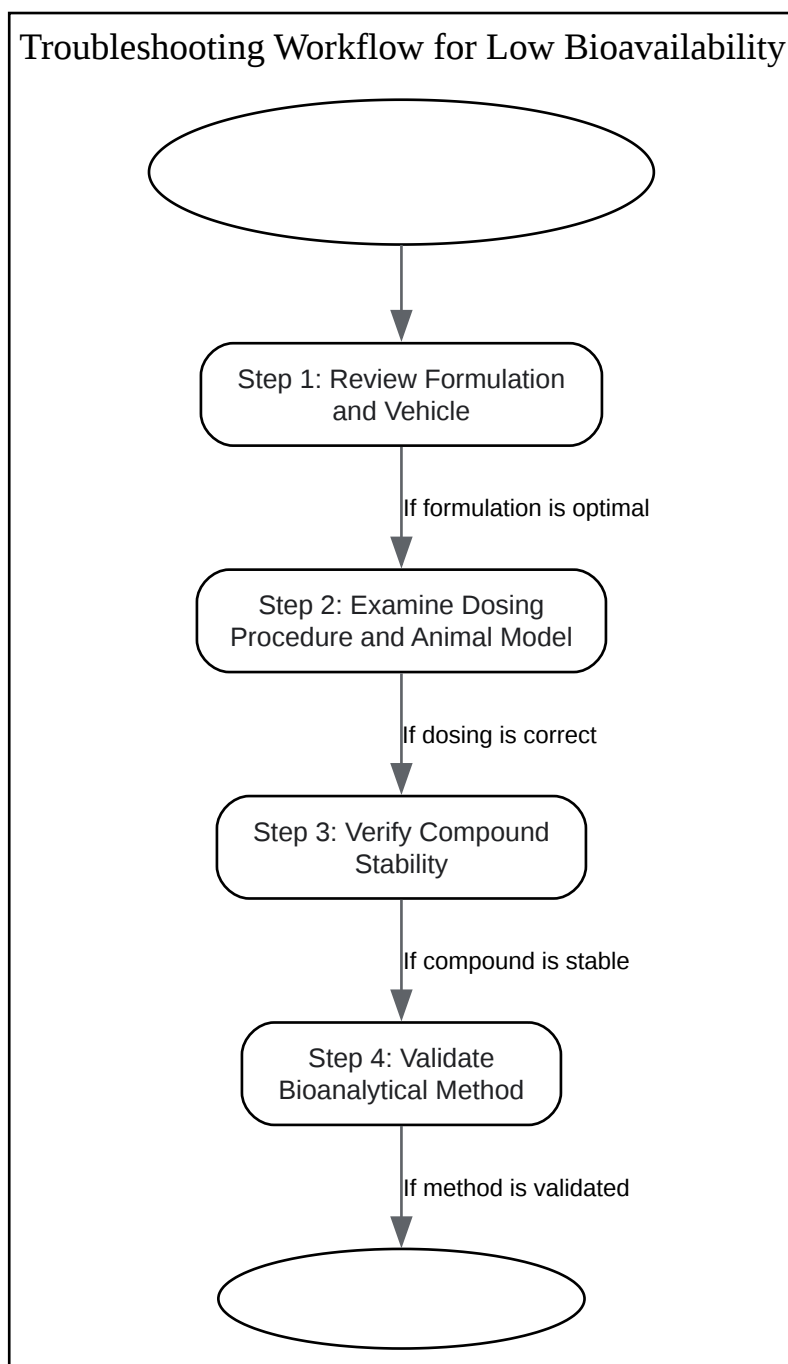 Troubleshooting Workflow for Low Bioavailability
Step 1: Review Formulation
and Vehicle
If formulation is optimal
Step 2: Examine Dosing
Procedure and Animal Model
If dosing is correct
Step 3: Verify Compound
Stability
If compound is stable
Step 4: Validate
Bioanalytical Method
If method is validated